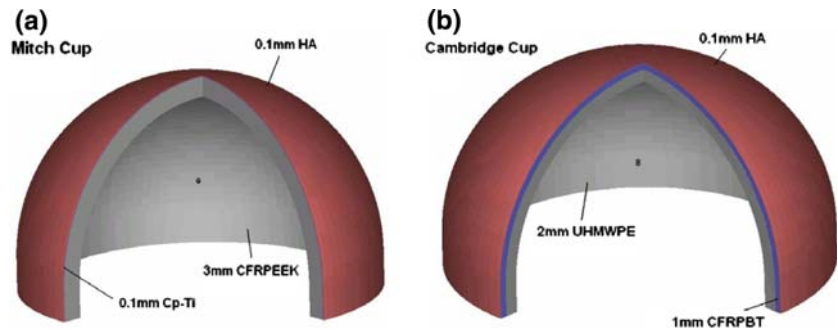 (a)
Mitch Cup
0.1mm HA
3mm CFRPEEK
0.1mm Cp-Ti
(b)
Cambridge Cup
0.1mm HA
2mm UHMWPE
1mm CFRPBT